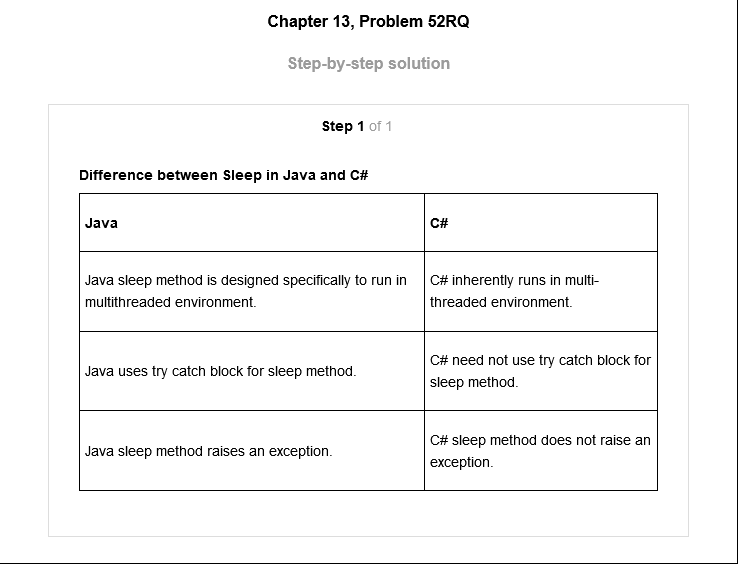 Chapter 13, Problem 52RQ
Step-by-step solution
Step 1 of 1
Difference between Sleep in Java and C#
Java
C#
Java sleep method is designed specifically to run in
multithreaded environment.
C# inherently runs in multi-
threaded environment.
Java uses try catch block for sleep method.
C# need not use try catch block for
sleep method.
Java sleep method raises an exception.
C# sleep method does not raise an
exception.